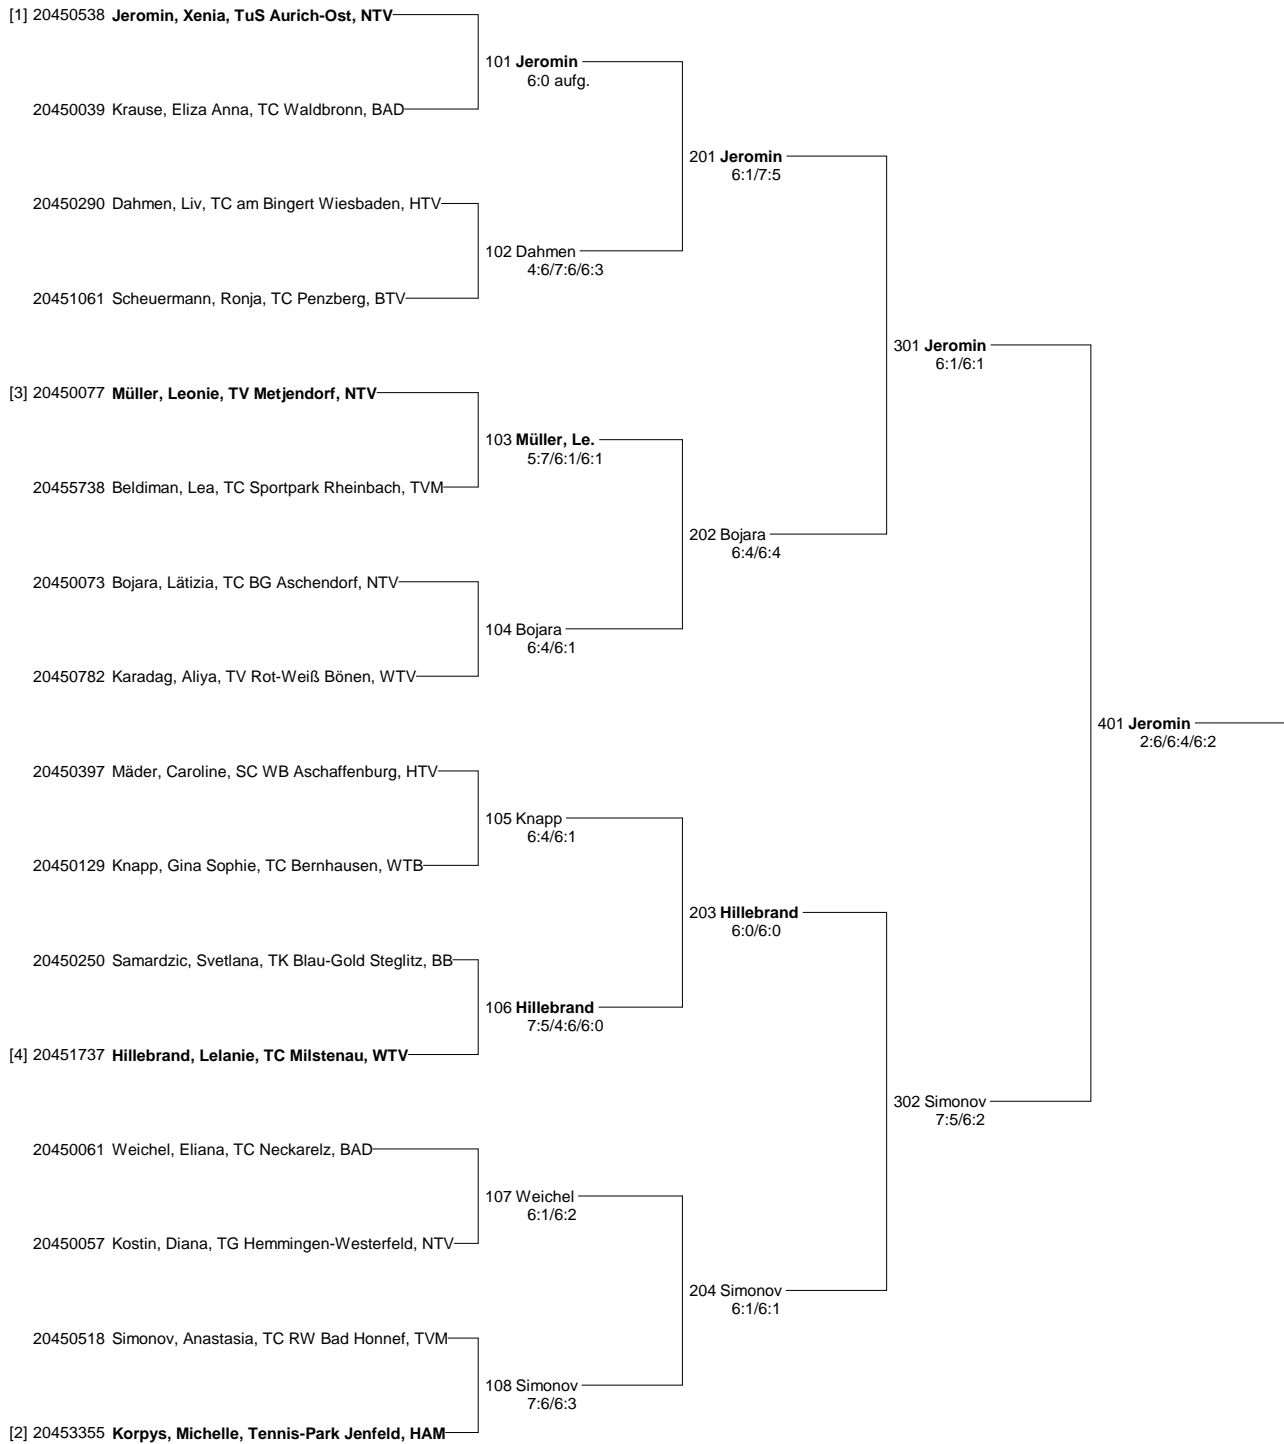 [1] 20450538 Jeromin, Xenia, TuS Aurich-Ost, NTV
101 Jeromin
6:0 aufg.
20450039 Krause, Eliza Anna, TC Waldbronn, BAD
201 Jeromin
6:1/7:5
20450290 Dahmen, Liv, TC am Bingert Wiesbaden, HTV
102 Dahmen
4:6/7:6/6:3
20451061 Scheuermann, Ronja, TC Penzberg, BTV
301 Jeromin
6:1/6:1
[3] 20450077 Müller, Leonie, TV Metjendorf, NTV
103 Müller, Le.
5:7/6:1/6:1
20455738 Beldiman, Lea, TC Sportpark Rheinbach, TVM
202 Bojara
6:4/6:4
20450073 Bojara, Lätizia, TC BG Aschendorf, NTV
104 Bojara
6:4/6:1
20450782 Karadag, Aliya, TV Rot-Weiß Bönen, WTV
401 Jeromin
2:6/6:4/6:2
20450397 Mäder, Caroline, SC WB Aschaffenburg, HTV
105 Knapp
6:4/6:1
20450129 Knapp, Gina Sophie, TC Bernhausen, WTB
203 Hillebrand
6:0/6:0
20450250 Samardzic, Svetlana, TK Blau-Gold Steglitz, BB
106 Hillebrand
7:5/4:6/6:0
[4] 20451737 Hillebrand, Lelanie, TC Milstenau, WTV
302 Simonov
7:5/6:2
20450061 Weichel, Eliana, TC Neckarelz, BAD
107 Weichel
6:1/6:2
20450057 Kostin, Diana, TG Hemmingen-Westerfeld, NTV
204 Simonov
6:1/6:1
20450518 Simonov, Anastasia, TC RW Bad Honnef, TVM
108 Simonov
7:6/6:3
[2] 20453355 Korpys, Michelle, Tennis-Park Jenfeld, HAM